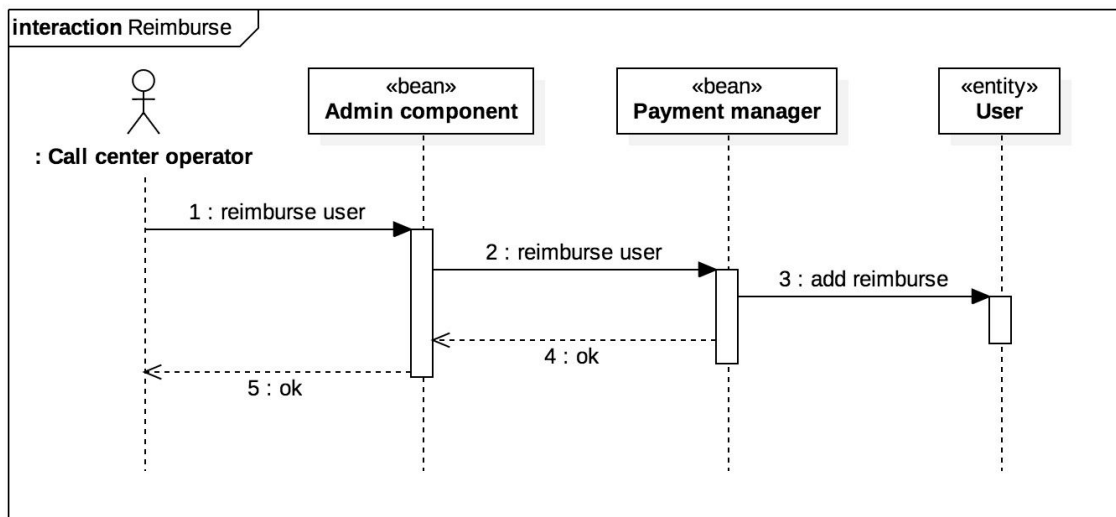 interaction Reimburse
«bean»
Admin component
«bean»
Payment manager
«entity»
User
: Call center operator
1 : reimburse user
2 : reimburse user
3 : add reimburse
4 : ok
5 : ok